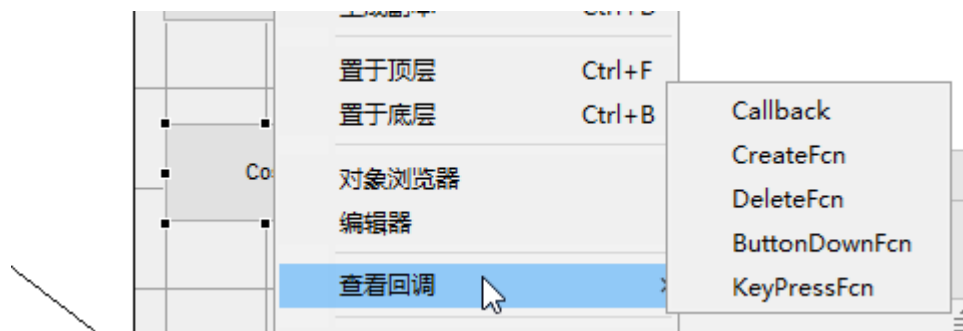 置于顶层 Ctrl+F
置于底层 Ctrl+B
对象浏览器
编辑器
查看回调
Co
Callback
CreateFcn
DeleteFcn
ButtonDownFcn
KeyPressFcn